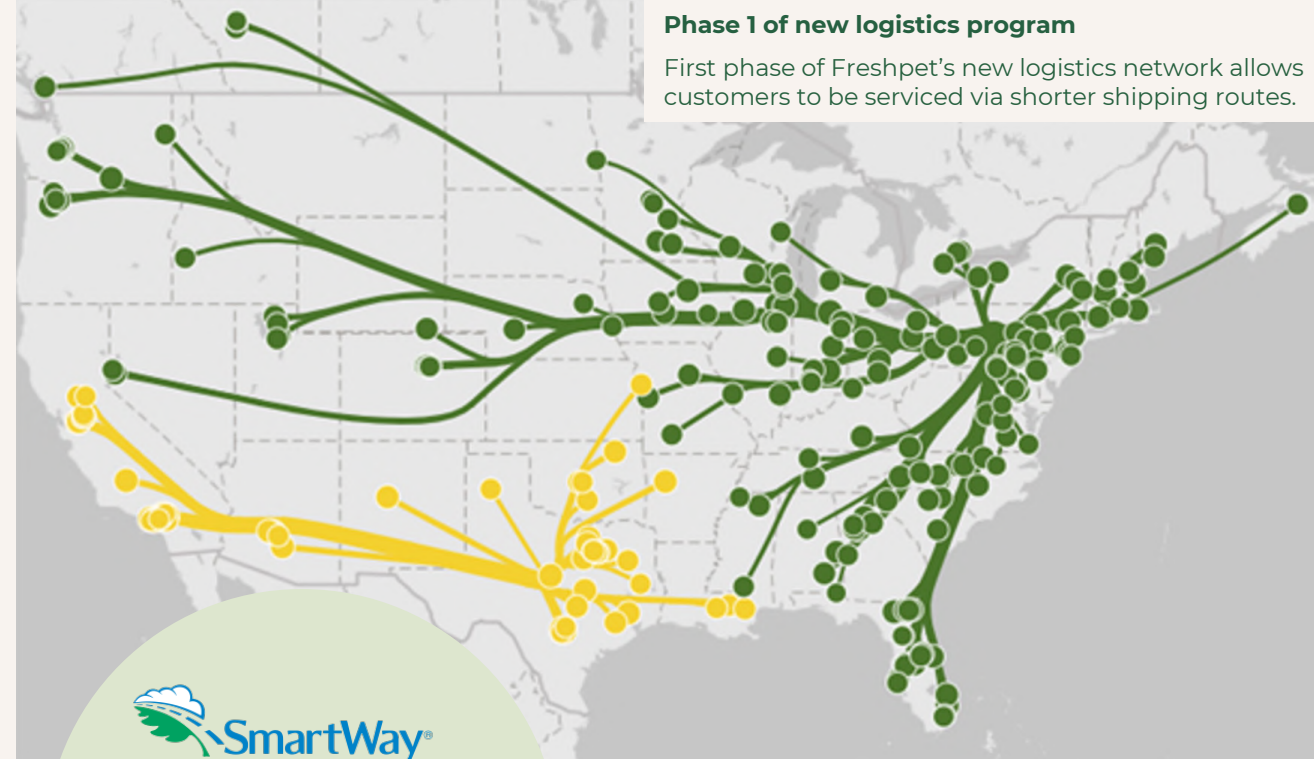 Phase 1 of new logistics program
First phase of Freshpet’s new logistics network allows
customers to be serviced via shorter shipping routes.
SmartWay®